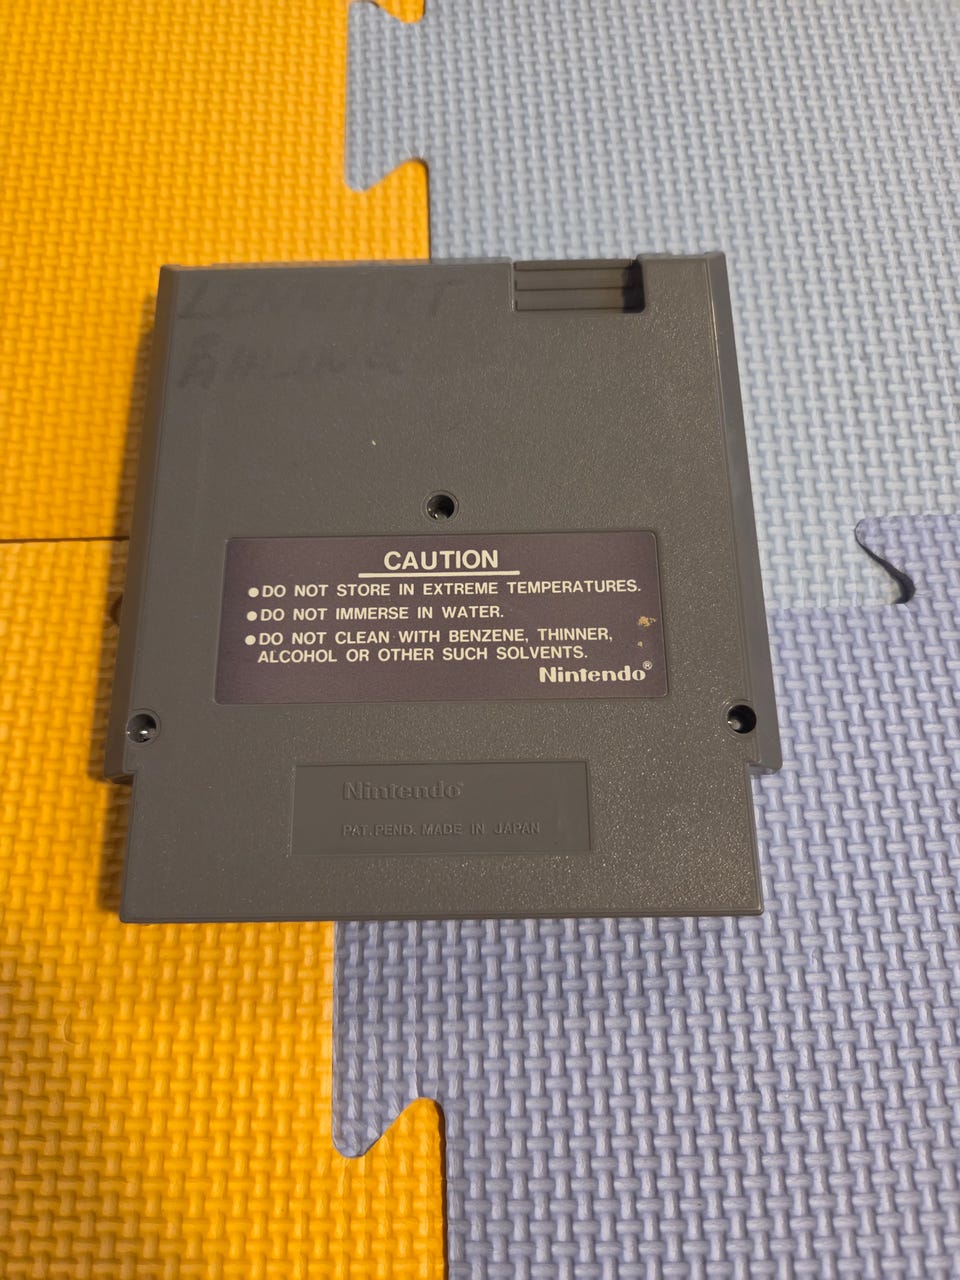 LENNART
CAUTION
●DO NOT STORE IN EXTREME TEMPERATURES.
●DO NOT IMMERSE IN WATER.
●DO NOT CLEAN WITH BENZENE, THINNER,
ALCOHOL OR OTHER SUCH SOLVENTS.
Nintendo®
Nintendo®
PAT. PEND. MADE IN JAPAN